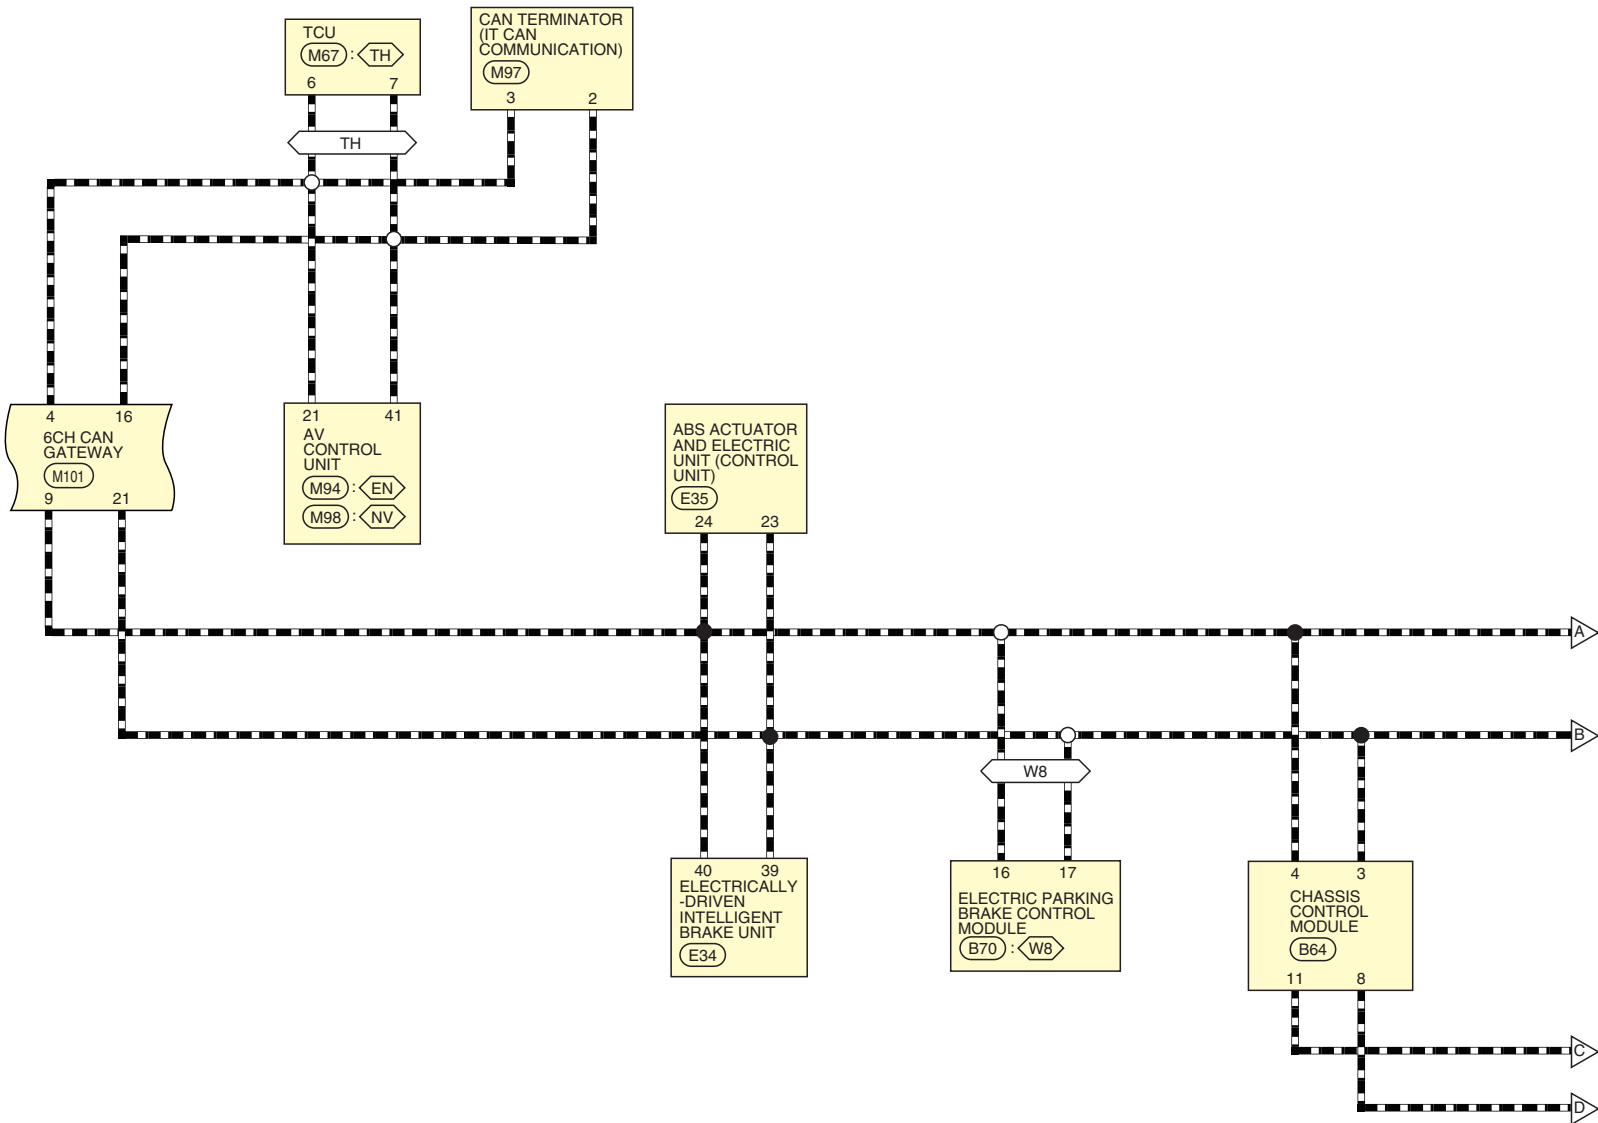 TCU
M67 : TH
6 7
TH
CAN TERMINATOR
(IT CAN
COMMUNICATION)
M97
3 2
4 16
6CH CAN
GATEWAY
M101
9 21
21 41
AV
CONTROL
UNIT
M94 : EN
M98 : NV
ABS ACTUATOR
AND ELECTRIC
UNIT (CONTROL
UNIT)
E35
24 23
A
B
W8
40 39
ELECTRICALLY
-DRIVEN
INTELLIGENT
BRAKE UNIT
E34
16 17
ELECTRIC PARKING
BRAKE CONTROL
MODULE
B70 : W8
4 3
CHASSIS
CONTROL
MODULE
B64
11 8
C
D